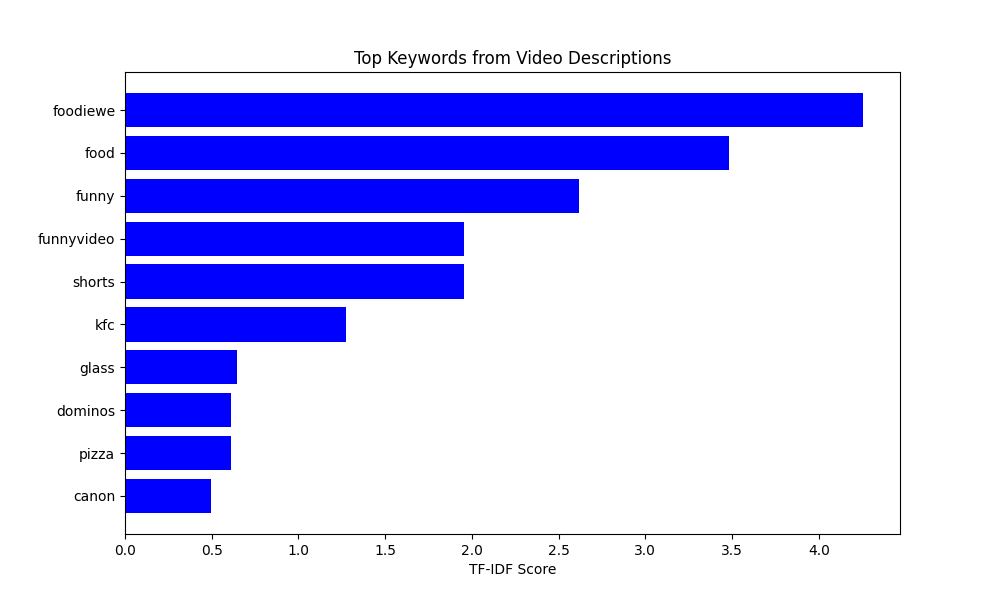 Top Keywords from Video Descriptions
foodiewe
food
funny
funnyvideo
shorts
kfc
glass
dominos
pizza
canon
0.0 0.5 1.0 1.5 2.0 2.5 3.0 3.5 4.0
TF-IDF Score